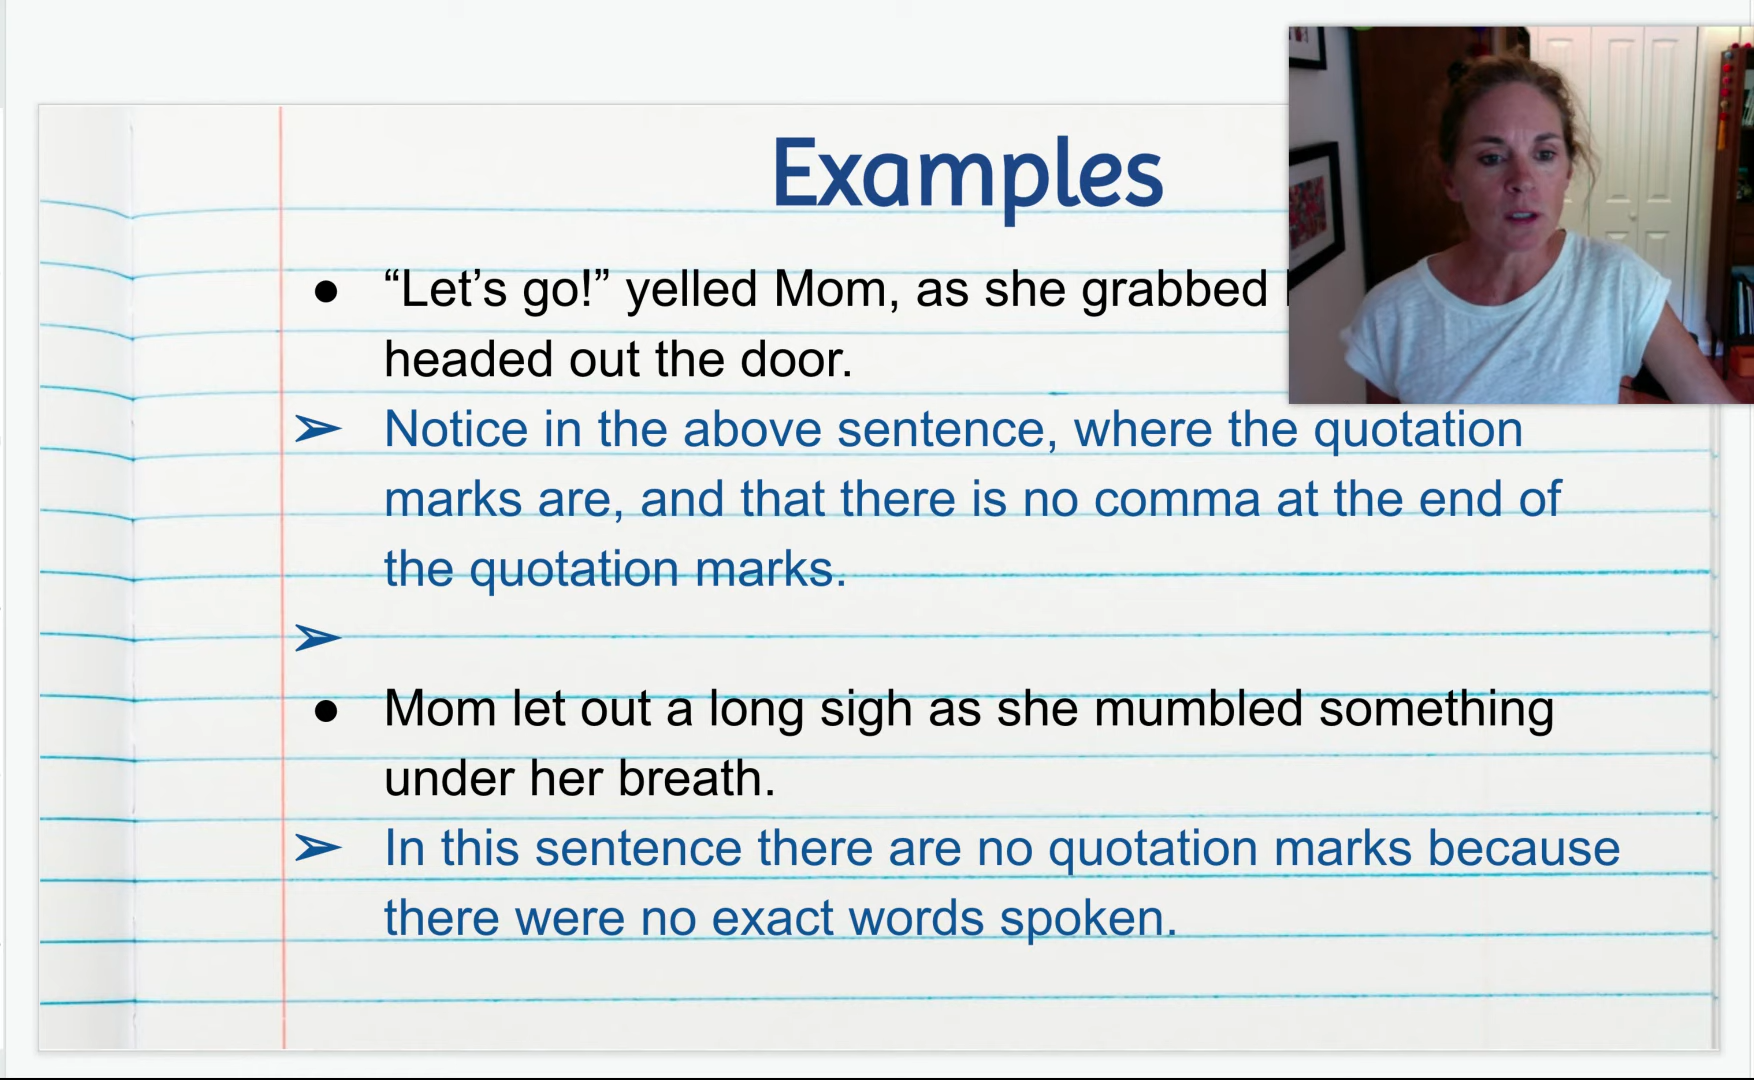 Examples
● “Let’s go!” yelled Mom, as she grabbed
headed out the door.
➢ Notice in the above sentence, where the quotation
marks are, and that there is no comma at the end of
the quotation marks.
➢
● Mom let out a long sigh as she mumbled something
under her breath.
➢ In this sentence there are no quotation marks because
there were no exact words spoken.